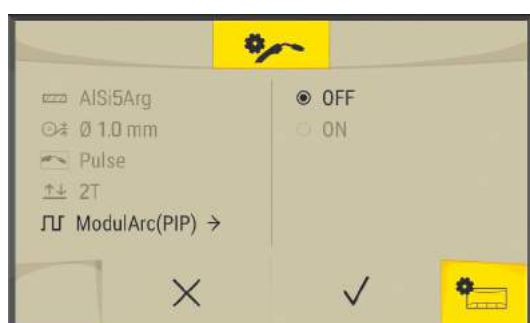 AlSi5Arg
Ø 1.0 mm
Pulse
2T
ModulArc(PIP) →
OFF
ON